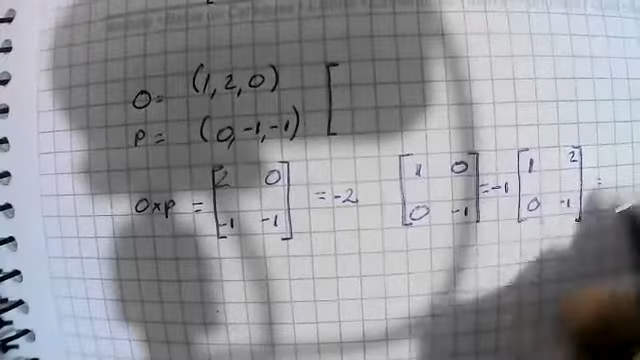 O = (1, 2, 0) [
P = (0, -1, -1)
OxP = [2 0] = -2 [1 0] = -1 [1 2] =
[-1 -1] [0 -1] [0 -1]